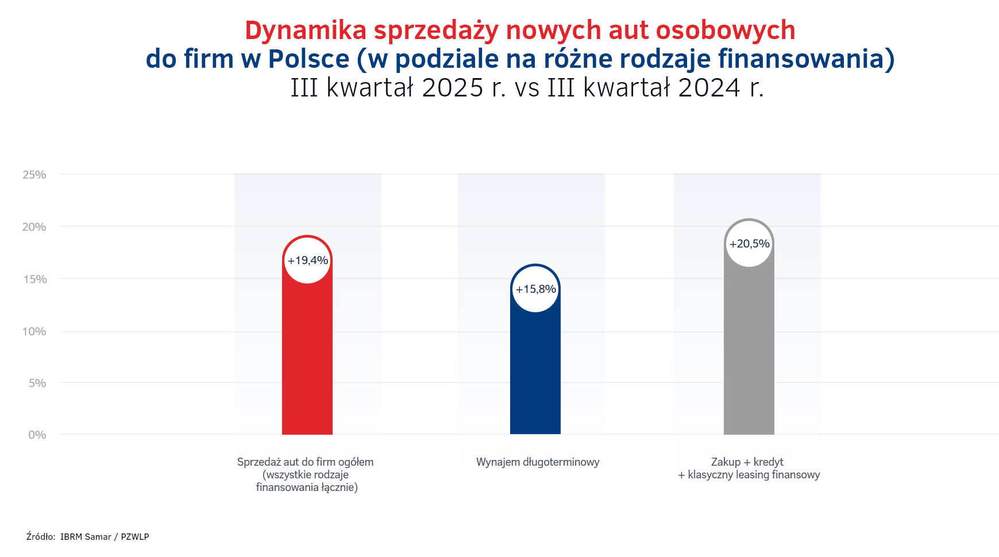 Dynamika sprzedaży nowych aut osobowych
do firm w Polsce (w podziale na różne rodzaje finansowania)
III kwartał 2025 r. vs III kwartał 2024 r.
25%
20%
15%
10%
5%
0%
+19,4%
+15,8%
+20,5%
Sprzedaż aut do firm ogółem
(wszystkie rodzaje
finansowania łącznie)
Wynajem długoterminowy
Zakup + kredyt
+ klasyczny leasing finansowy
Źródło: IBRM Samar / PZWLP